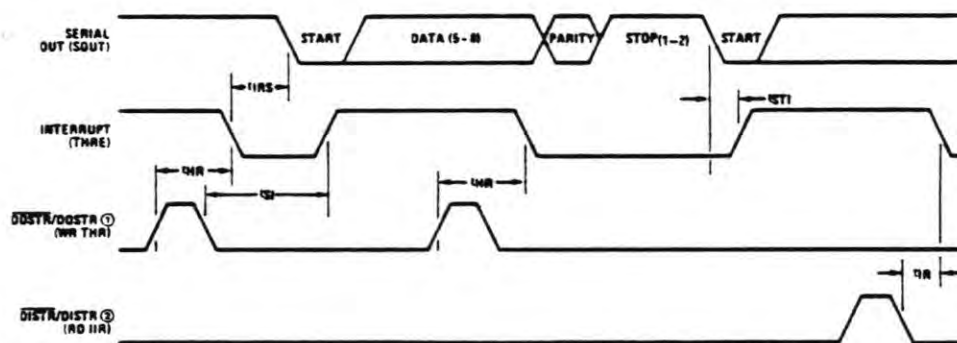 SERIAL
OUT (SOUT)
START
DATA (5-8)
PARITY
STOP(1-2)
START
tIRS
tSTI
INTERRUPT
(THRE)
tHR
tSI
tHR
DOSTR/DOSTR ①
(WR THR)
tIR
DISTR/DISTR ②
(RD IIR)